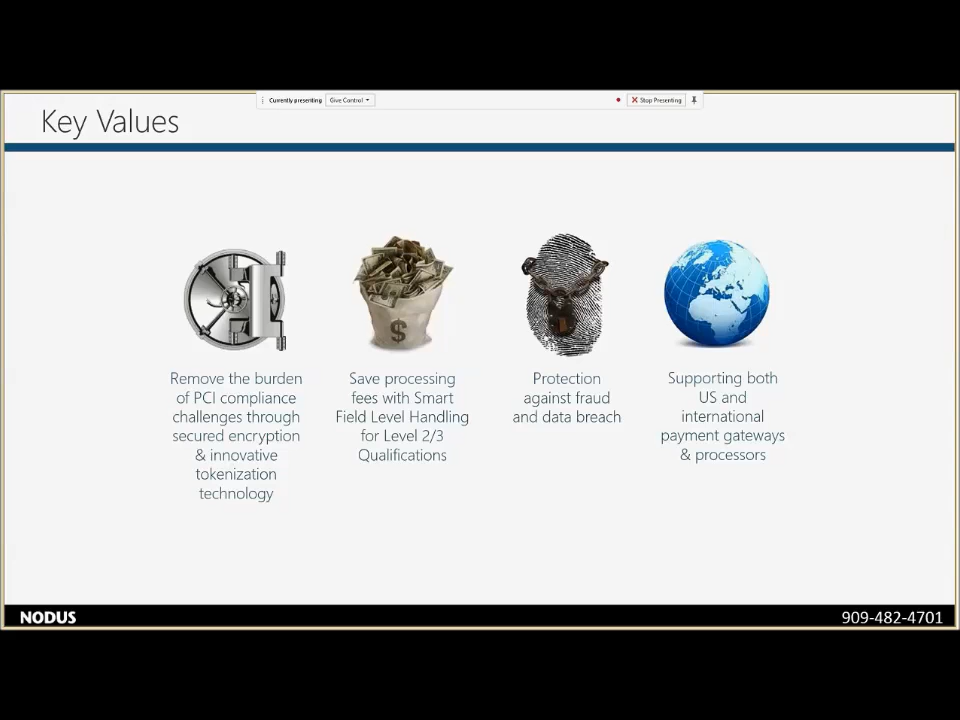 Currently presenting
Give Control
Stop Presenting
Key Values
$
Remove the burden
of PCI compliance
challenges through
secured encryption
& innovative
tokenization
technology
Save processing
fees with Smart
Field Level Handling
for Level 2/3
Qualifications
Protection
against fraud
and data breach
Supporting both
US and
international
payment gateways
& processors
NODUS
909-482-4701